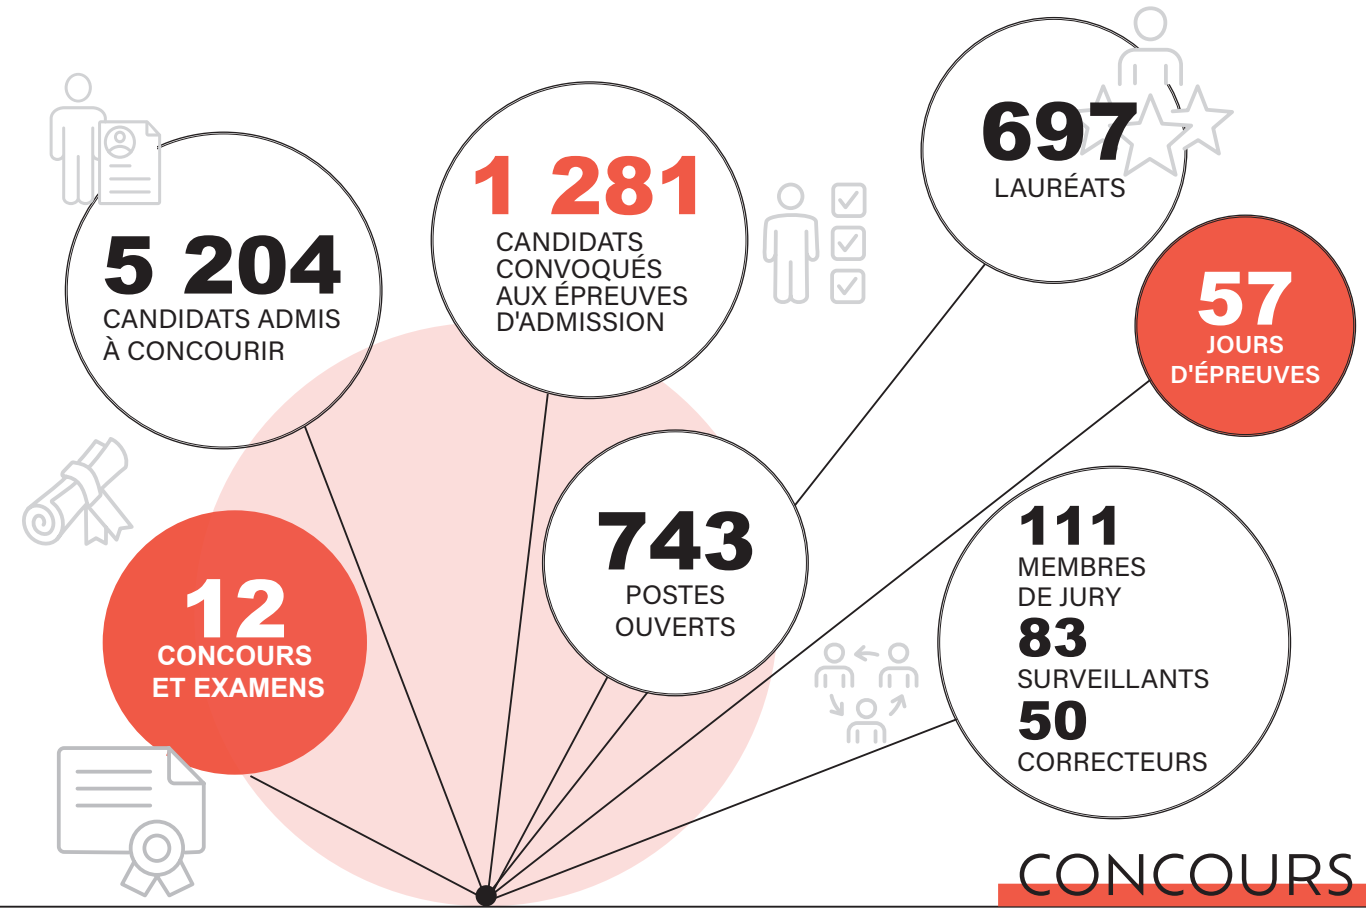 5 204
CANDIDATS ADMIS
À CONCOURIR
1 281
CANDIDATS
CONVOQUÉS
AUX ÉPREUVES
D'ADMISSION
697
LAURÉATS
57
JOURS
D'ÉPREUVES
12
CONCOURS
ET EXAMENS
743
POSTES
OUVERTS
111
MEMBRES
DE JURY
83
SURVEILLANTS
50
CORRECTEURS
CONCOURS